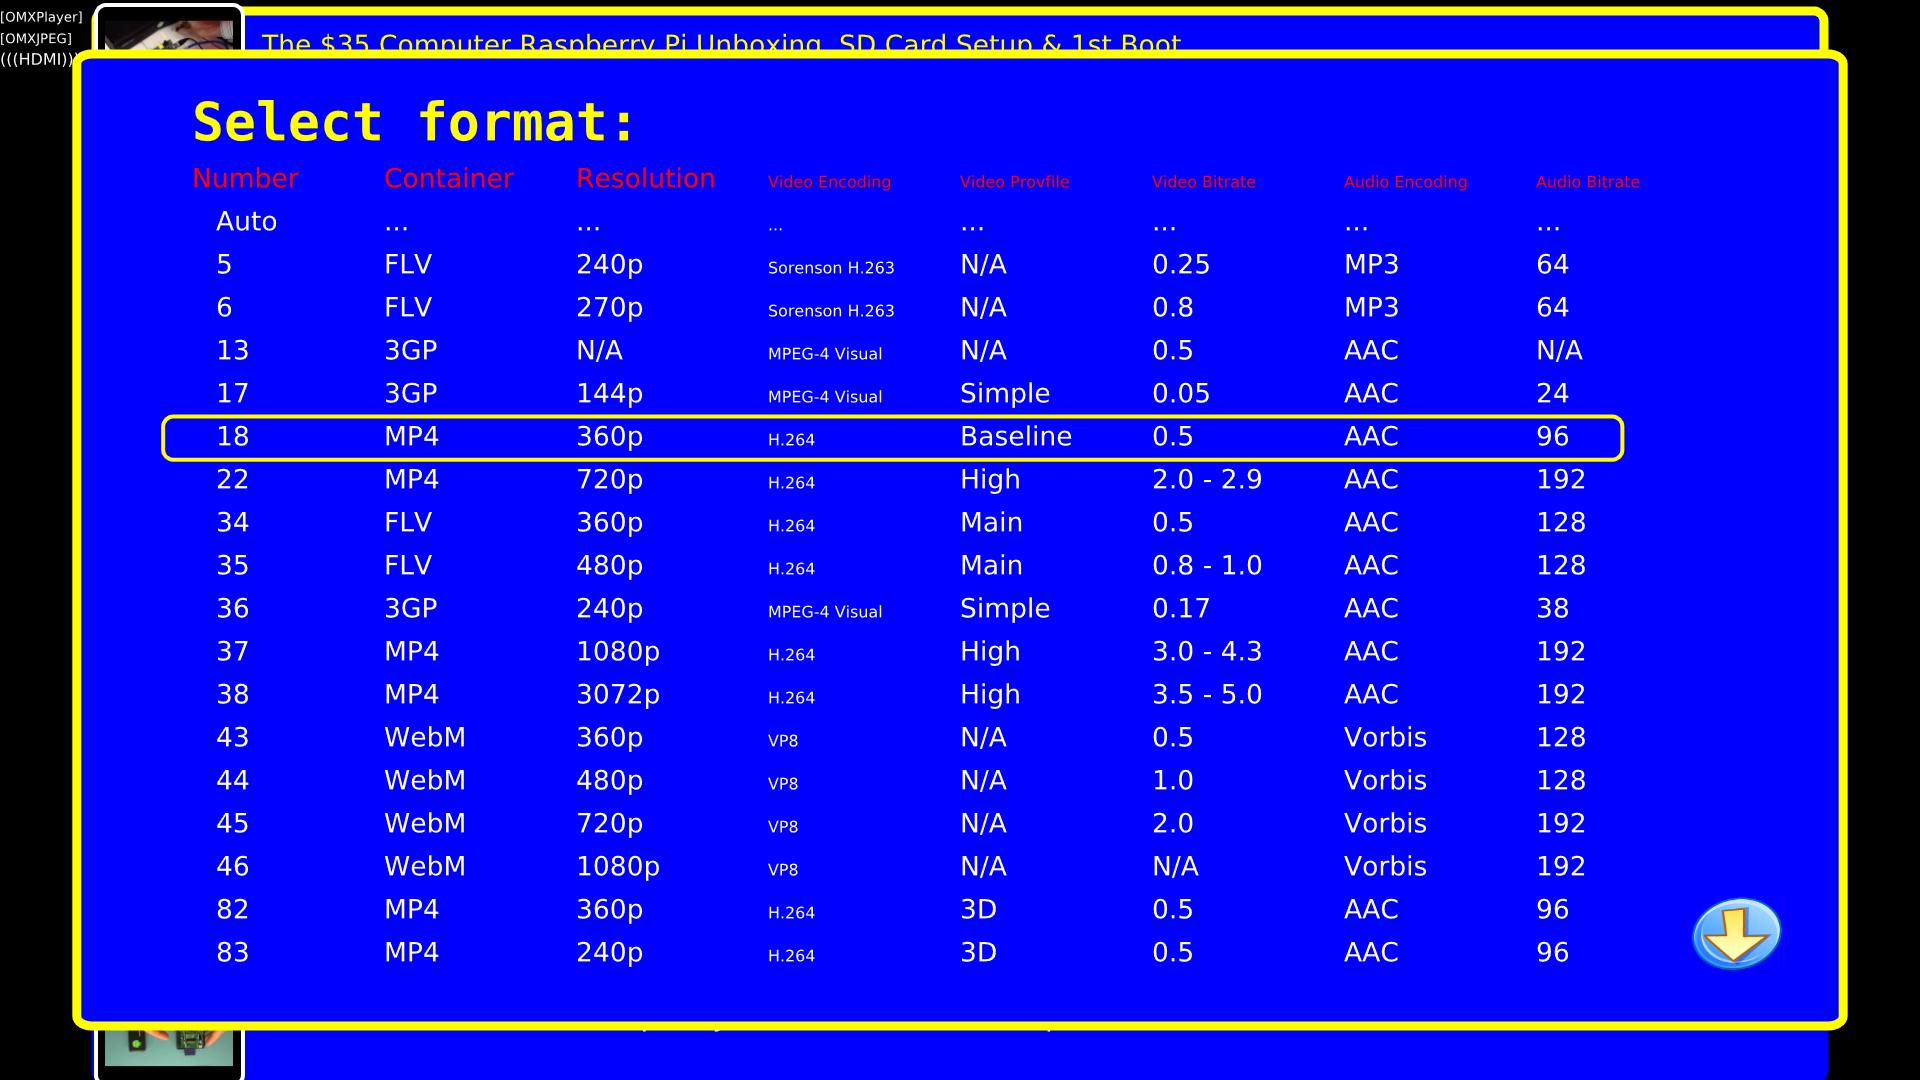 [OMXPlayer]
[OMXJPEG]
(((HDMI)))
The $35 Computer Raspberry Pi Unboxing, SD Card Setup & 1st Boot
Select format:
Number Container Resolution Video Encoding Video Provfile Video Bitrate Audio Encoding Audio Bitrate
Auto ... ... ... ... ... ... ...
5 FLV 240p Sorenson H.263 N/A 0.25 MP3 64
6 FLV 270p Sorenson H.263 N/A 0.8 MP3 64
13 3GP N/A MPEG-4 Visual N/A 0.5 AAC N/A
17 3GP 144p MPEG-4 Visual Simple 0.05 AAC 24
18 MP4 360p H.264 Baseline 0.5 AAC 96
22 MP4 720p H.264 High 2.0 - 2.9 AAC 192
34 FLV 360p H.264 Main 0.5 AAC 128
35 FLV 480p H.264 Main 0.8 - 1.0 AAC 128
36 3GP 240p MPEG-4 Visual Simple 0.17 AAC 38
37 MP4 1080p H.264 High 3.0 - 4.3 AAC 192
38 MP4 3072p H.264 High 3.5 - 5.0 AAC 192
43 WebM 360p VP8 N/A 0.5 Vorbis 128
44 WebM 480p VP8 N/A 1.0 Vorbis 128
45 WebM 720p VP8 N/A 2.0 Vorbis 192
46 WebM 1080p VP8 N/A N/A Vorbis 192
82 MP4 360p H.264 3D 0.5 AAC 96
83 MP4 240p H.264 3D 0.5 AAC 96